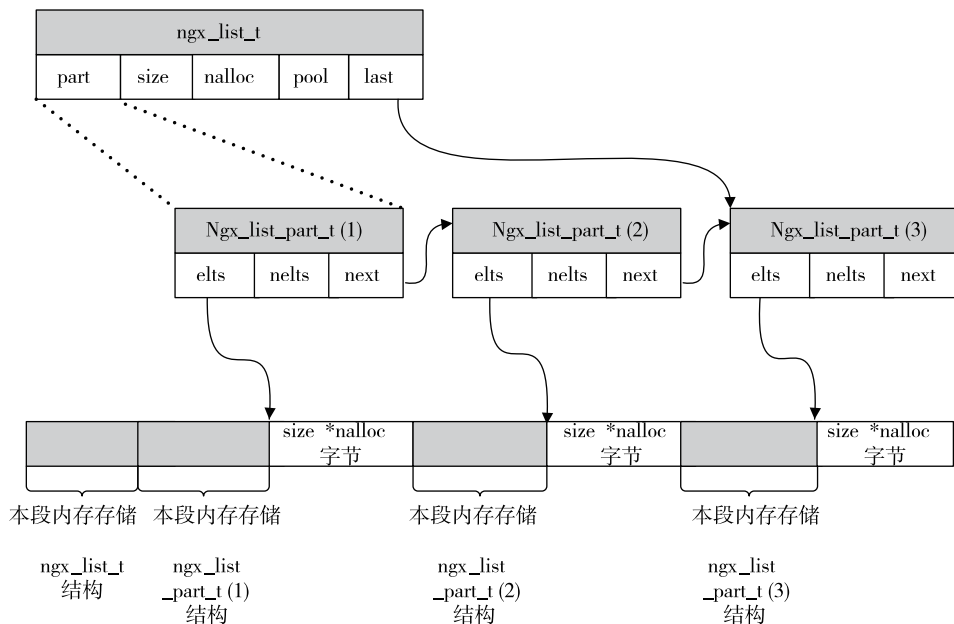 ngx_list_t
part size nalloc pool last
Ngx_list_part_t (1) Ngx_list_part_t (2) Ngx_list_part_t (3)
elts nelts next elts nelts next elts nelts next
size *nalloc size *nalloc size *nalloc
字节 字节 字节
本段内存存储 本段内存存储 本段内存存储 本段内存存储
ngx_list_t ngx_list ngx_list ngx_list
结构 _part_t (1) _part_t (2) _part_t (3)
结构 结构 结构